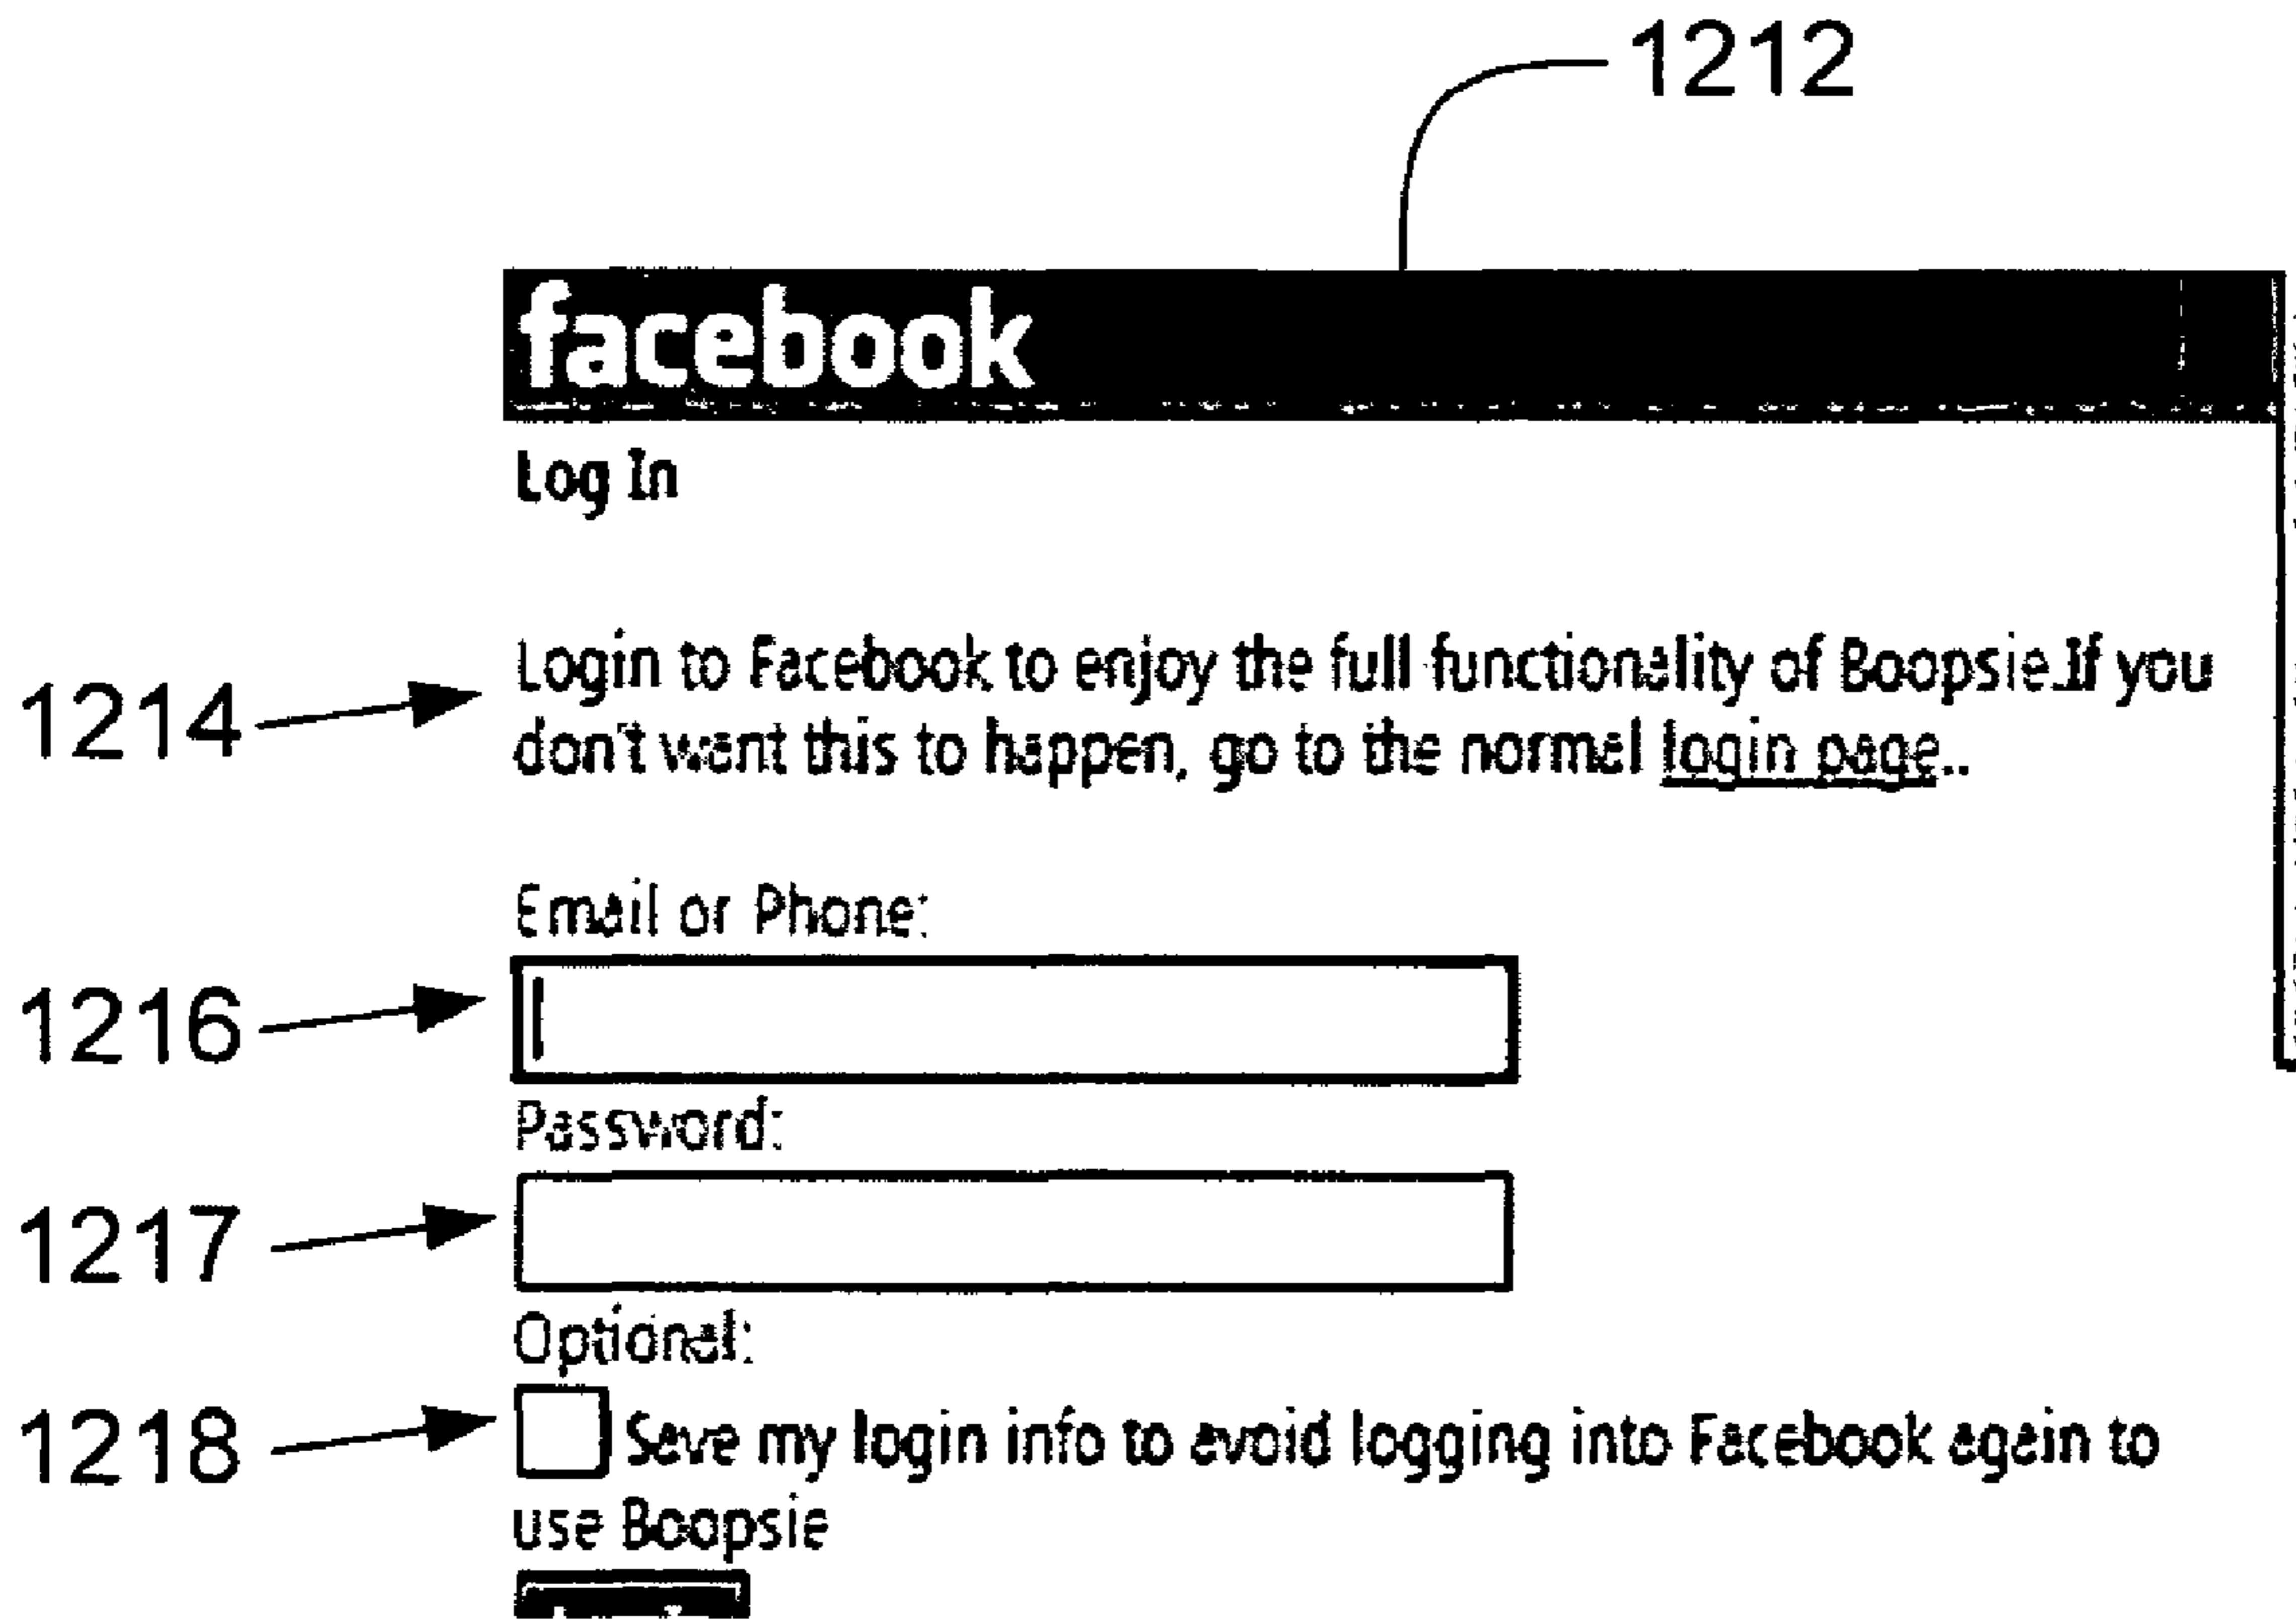 1212
facebook
Log In
1214
Login to Facebook to enjoy the full functionality of Boopsie.If you
don't want this to happen, go to the normal login page..
Email or Phone:
1216
Password:
1217
Optional:
1218
Save my login info to avoid logging into Facebook again to
use Boopsie